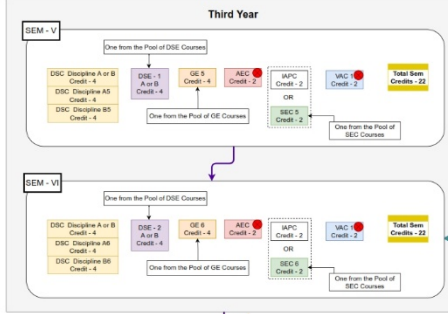 Third Year
SEM - V
One from the Pool of DSE Courses
DSC Discipline A or B
Credit - 4
DSC Discipline A5
Credit - 4
DSC Discipline B5
Credit - 4
DSE - 1
A or B
Credit - 4
GE 5
Credit - 4
AEC
Credit - 2
IAPC
Credit - 2
OR
SEC 5
Credit - 2
VAC 1
Credit - 2
Total Sem
Credits - 22
One from the Pool of GE Courses
One from the Pool of
SEC Courses
SEM - VI
One from the Pool of DSE Courses
DSC Discipline A or B
Credit - 4
DSC Discipline A6
Credit - 4
DSC Discipline B6
Credit - 4
DSE - 2
A or B
Credit - 4
GE 6
Credit - 4
AEC
Credit - 2
IAPC
Credit - 2
OR
SEC 6
Credit - 2
VAC 1
Credit - 2
Total Sem
Credits - 22
One from the Pool of GE Courses
One from the Pool of
SEC Courses